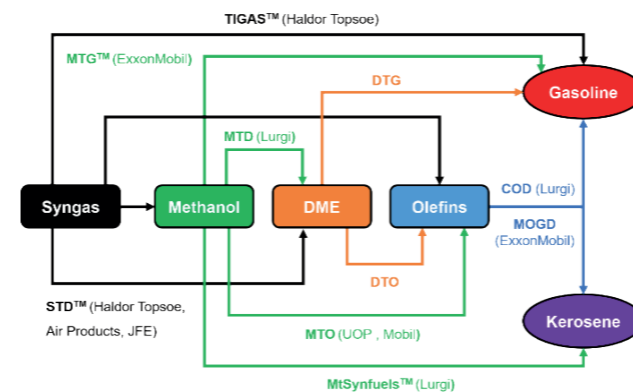 TIGAS™ (Haldor Topsoe)
MTG™ (ExxonMobil)
DTG
Gasoline
MTD (Lurgi)
COD (Lurgi)
Syngas
Methanol
DME
Olefins
MOGD
(ExxonMobil)
DTO
STD™ (Haldor Topsoe,
Air Products, JFE)
MTO (UOP , Mobil)
Kerosene
MtSynfuels™ (Lurgi)